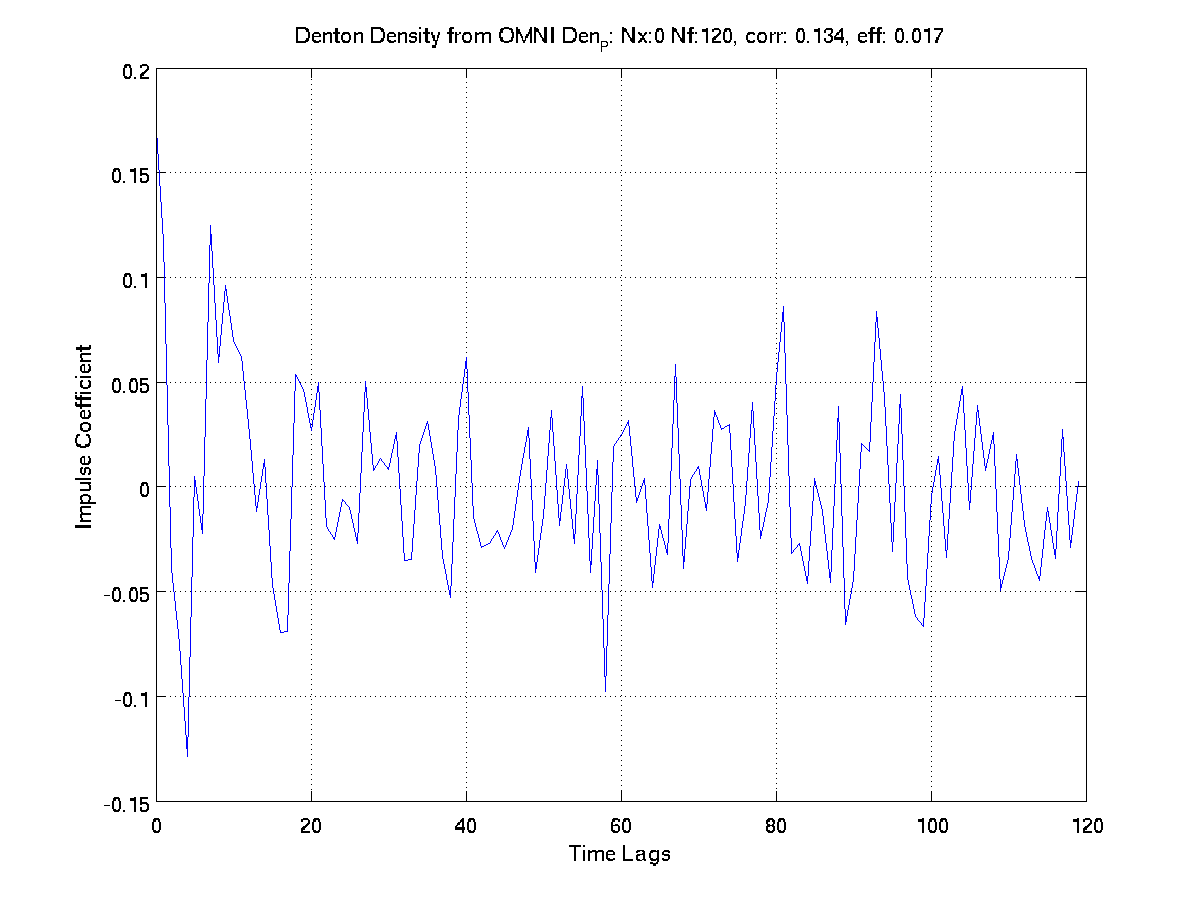 Denton Density from OMNI Den_P: Nx:0 Nf:120, corr: 0.134, eff: 0.017
0.2
0.15
0.1
0.05
0
-0.05
-0.1
-0.15
Impulse Coefficient
0 20 40 60 80 100 120
Time Lags